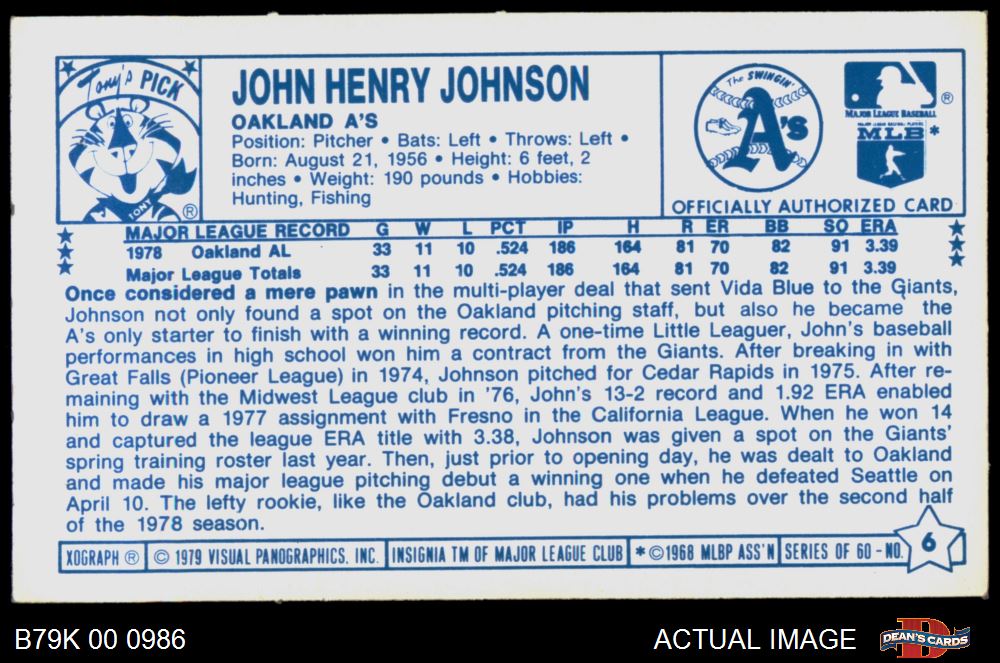 Tony's PICK
TONY
®
JOHN HENRY JOHNSON
OAKLAND A'S
Position: Pitcher • Bats: Left • Throws: Left •
Born: August 21, 1956 • Height: 6 feet, 2
inches • Weight: 190 pounds • Hobbies:
Hunting, Fishing
The SWINGIN'
A's
®
MAJOR LEAGUE BASEBALL
MAJOR LEAGUE BASEBALL PLAYERS
MLB*
OFFICIALLY AUTHORIZED CARD
MAJOR LEAGUE RECORD G W L PCT IP H R ER BB SO ERA
1978 Oakland AL 33 11 10 .524 186 164 81 70 82 91 3.39
Major League Totals 33 11 10 .524 186 164 81 70 82 91 3.39
Once considered a mere pawn in the multi-player deal that sent Vida Blue to the Giants,
Johnson not only found a spot on the Oakland pitching staff, but also he became the
A's only starter to finish with a winning record. A one-time Little Leaguer, John's baseball
performances in high school won him a contract from the Giants. After breaking in with
Great Falls (Pioneer League) in 1974, Johnson pitched for Cedar Rapids in 1975. After re-
maining with the Midwest League club in '76, John's 13-2 record and 1.92 ERA enabled
him to draw a 1977 assignment with Fresno in the California League. When he won 14
and captured the league ERA title with 3.38, Johnson was given a spot on the Giants'
spring training roster last year. Then, just prior to opening day, he was dealt to Oakland
and made his major league pitching debut a winning one when he defeated Seattle on
April 10. The lefty rookie, like the Oakland club, had his problems over the second half
of the 1978 season.
XOGRAPH ® © 1979 VISUAL PANOGRAPHICS, INC. INSIGNIA TM OF MAJOR LEAGUE CLUB *©1968 MLBP ASS'N SERIES OF 60 - NO. 6
B79K 00 0986
ACTUAL IMAGE
D
DEAN'S CARDS